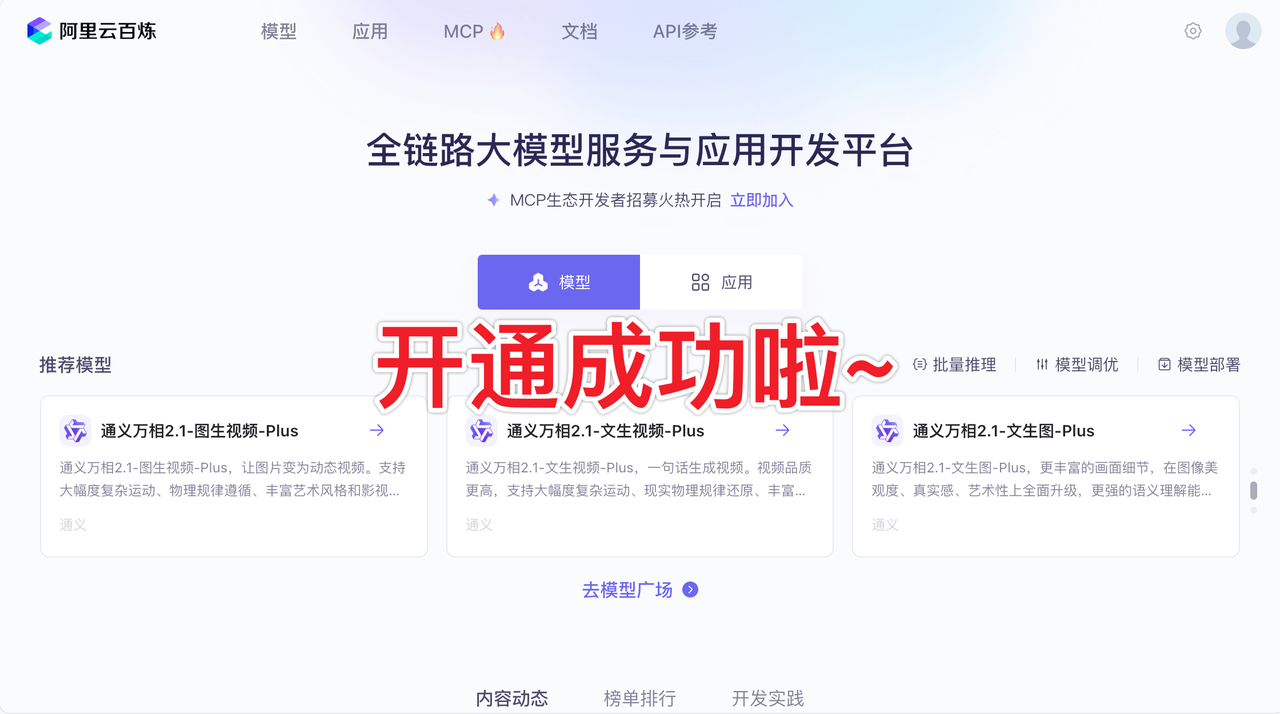 阿里云百炼 模型 应用 MCP🔥 文档 API参考
全链路大模型服务与应用开发平台
MCP生态开发者招募火热开启 立即加入
模型 应用
开通成功啦~
推荐模型 批量推理 模型调优 模型部署
通义万相2.1-图生视频-Plus
通义万相2.1-图生视频-Plus，让图片变为动态视频。支持
大幅度复杂运动、物理规律遵循、丰富艺术风格和影视...
通义
通义万相2.1-文生视频-Plus
通义万相2.1-文生视频-Plus，一句话生成视频。视频品质
更高，支持大幅度复杂运动、现实物理规律还原、丰富...
通义
通义万相2.1-文生图-Plus
通义万相2.1-文生图-Plus，更丰富的画面细节，在图像美
观度、真实感、艺术性上全面升级，更强的语义理解能...
通义
去模型广场
内容动态 榜单排行 开发实践